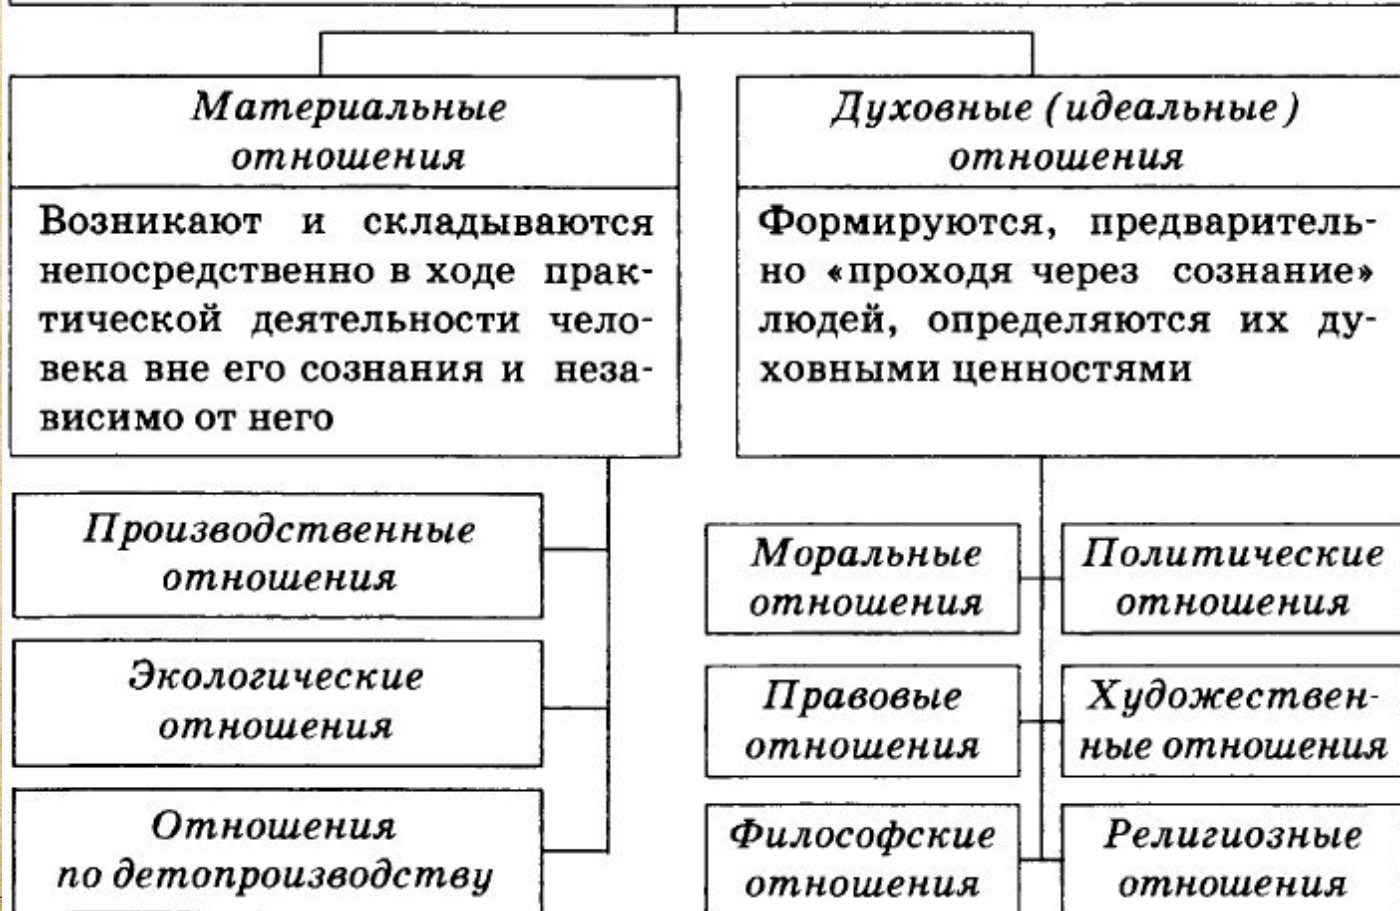 Материальные
отношения
Возникают и складываются
непосредственно в ходе прак-
тической деятельности чело-
века вне его сознания и неза-
висимо от него
Производственные
отношения
Экологические
отношения
Отношения
по детопроизводству
Духовные (идеальные)
отношения
Формируются, предваритель-
но «проходя через сознание»
людей, определяются их ду-
ховными ценностями
Моральные
отношения
Политические
отношения
Правовые
отношения
Художествен-
ные отношения
Философские
отношения
Религиозные
отношения